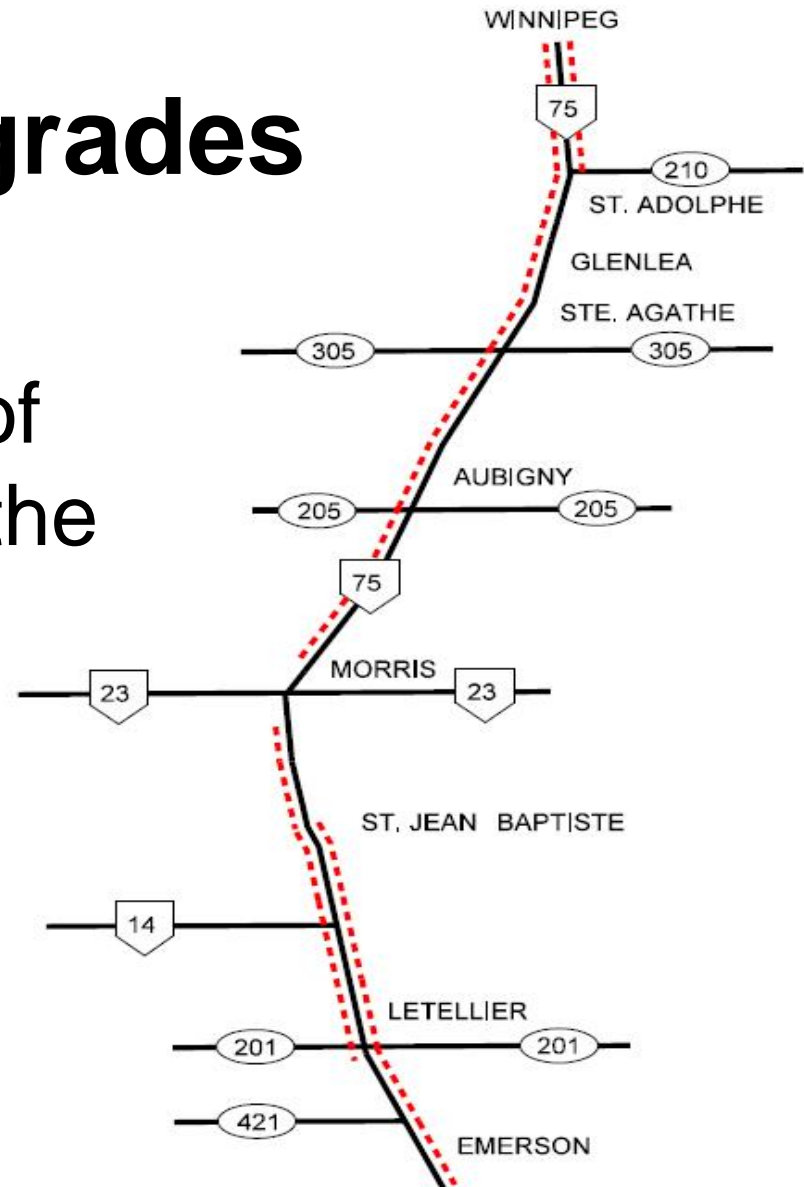 WINNIPEG
grades
75
210
ST. ADOLPHE
GLENLEA
STE. AGATHE
305 305
of
AUBIGNY
the
205 205
75
MORRIS
23 23
ST. JEAN BAPTISTE
14
LETELLIER
201 201
421
EMERSON